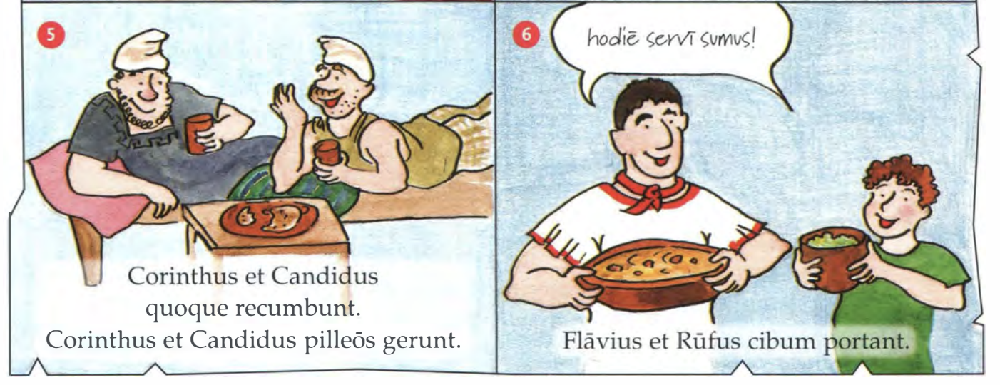 5
Corinthus et Candidus
quoque recumbunt.
Corinthus et Candidus pilleōs gerunt.
6
hodiē servī sumus!
Flāvius et Rūfus cibum portant.